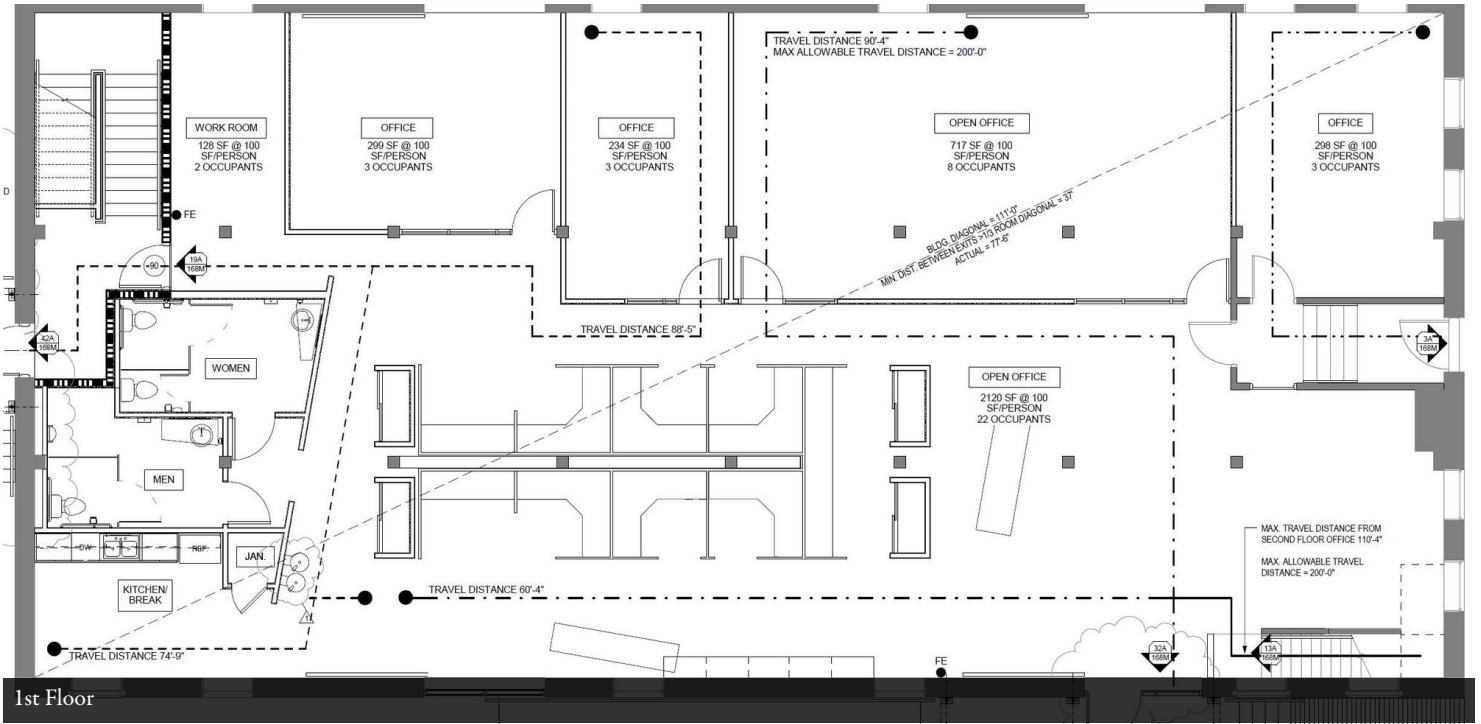 TRAVEL DISTANCE 90'-4"
MAX ALLOWABLE TRAVEL DISTANCE = 200'-0"
WORK ROOM
128 SF @ 100
SF/PERSON
2 OCCUPANTS
OFFICE
299 SF @ 100
SF/PERSON
3 OCCUPANTS
OFFICE
234 SF @ 100
SF/PERSON
3 OCCUPANTS
OPEN OFFICE
717 SF @ 100
SF/PERSON
8 OCCUPANTS
OFFICE
298 SF @ 100
SF/PERSON
3 OCCUPANTS
D
FE
BLDG. DIAGONAL = 111'-0"
MIN. DIST. BETWEEN EXITS >1/3 ROOM DIAGONAL = 37'
ACTUAL = 77'-6"
-90
19A
168M
42A
168M
TRAVEL DISTANCE 88'-5"
3A
168M
WOMEN
OPEN OFFICE
2120 SF @ 100
SF/PERSON
22 OCCUPANTS
MEN
DW
REF.
JAN.
MAX. TRAVEL DISTANCE FROM
SECOND FLOOR OFFICE 110'-4"
MAX. ALLOWABLE TRAVEL
DISTANCE = 200'-0"
KITCHEN/
BREAK
TRAVEL DISTANCE 60'-4"
TRAVEL DISTANCE 74'-9"
32A
168M
13A
168M
FE
1st Floor